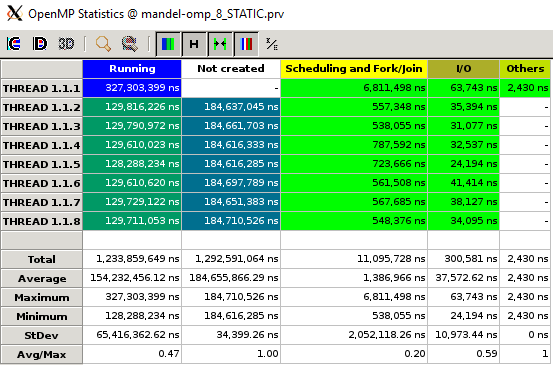 OpenMP Statistics @ mandel-omp_8_STATIC.prv
3D H
Running Not created Scheduling and Fork/Join I/O Others
THREAD 1.1.1 327,303,399 ns - 6,811,498 ns 63,743 ns 2,430 ns
THREAD 1.1.2 129,816,226 ns 184,637,045 ns 557,348 ns 35,394 ns -
THREAD 1.1.3 129,790,972 ns 184,661,703 ns 538,055 ns 31,077 ns -
THREAD 1.1.4 129,610,023 ns 184,616,333 ns 787,592 ns 32,537 ns -
THREAD 1.1.5 128,288,234 ns 184,616,285 ns 723,666 ns 24,194 ns -
THREAD 1.1.6 129,610,620 ns 184,697,789 ns 561,508 ns 41,414 ns -
THREAD 1.1.7 129,729,122 ns 184,651,383 ns 567,685 ns 38,127 ns -
THREAD 1.1.8 129,711,053 ns 184,710,526 ns 548,376 ns 34,095 ns -
Total 1,233,859,649 ns 1,292,591,064 ns 11,095,728 ns 300,581 ns 2,430 ns
Average 154,232,456.12 ns 184,655,866.29 ns 1,386,966 ns 37,572.62 ns 2,430 ns
Maximum 327,303,399 ns 184,710,526 ns 6,811,498 ns 63,743 ns 2,430 ns
Minimum 128,288,234 ns 184,616,285 ns 538,055 ns 24,194 ns 2,430 ns
StDev 65,416,362.62 ns 34,399.26 ns 2,052,118.26 ns 10,973.44 ns 0 ns
Avg/Max 0.47 1.00 0.20 0.59 1